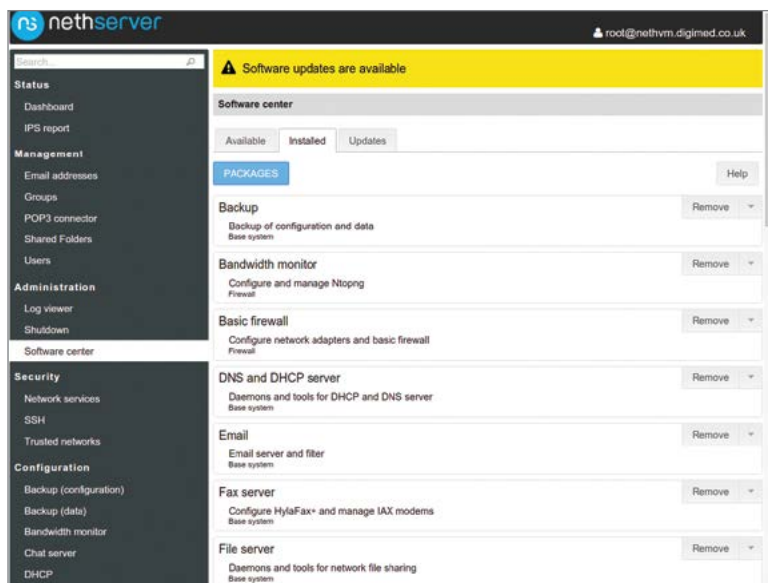 ns nethserver
root@nethvm.digimed.co.uk
Search...
Status
Dashboard
IPS report
Management
Email addresses
Groups
POP3 connector
Shared Folders
Users
Administration
Log viewer
Shutdown
Software center
Security
Network services
SSH
Trusted networks
Configuration
Backup (configuration)
Backup (data)
Bandwidth monitor
Chat server
DHCP
Software updates are available
Software center
Available Installed Updates
PACKAGES Help
Backup Remove
Backup of configuration and data
Base system
Bandwidth monitor Remove
Configure and manage Ntopng
Firewall
Basic firewall Remove
Configure network adapters and basic firewall
Firewall
DNS and DHCP server Remove
Daemons and tools for DHCP and DNS server
Base system
Email Remove
Email server and filter
Base system
Fax server Remove
Configure HylaFax+ and manage IAX modems
Base system
File server Remove
Daemons and tools for network file sharing
Base system